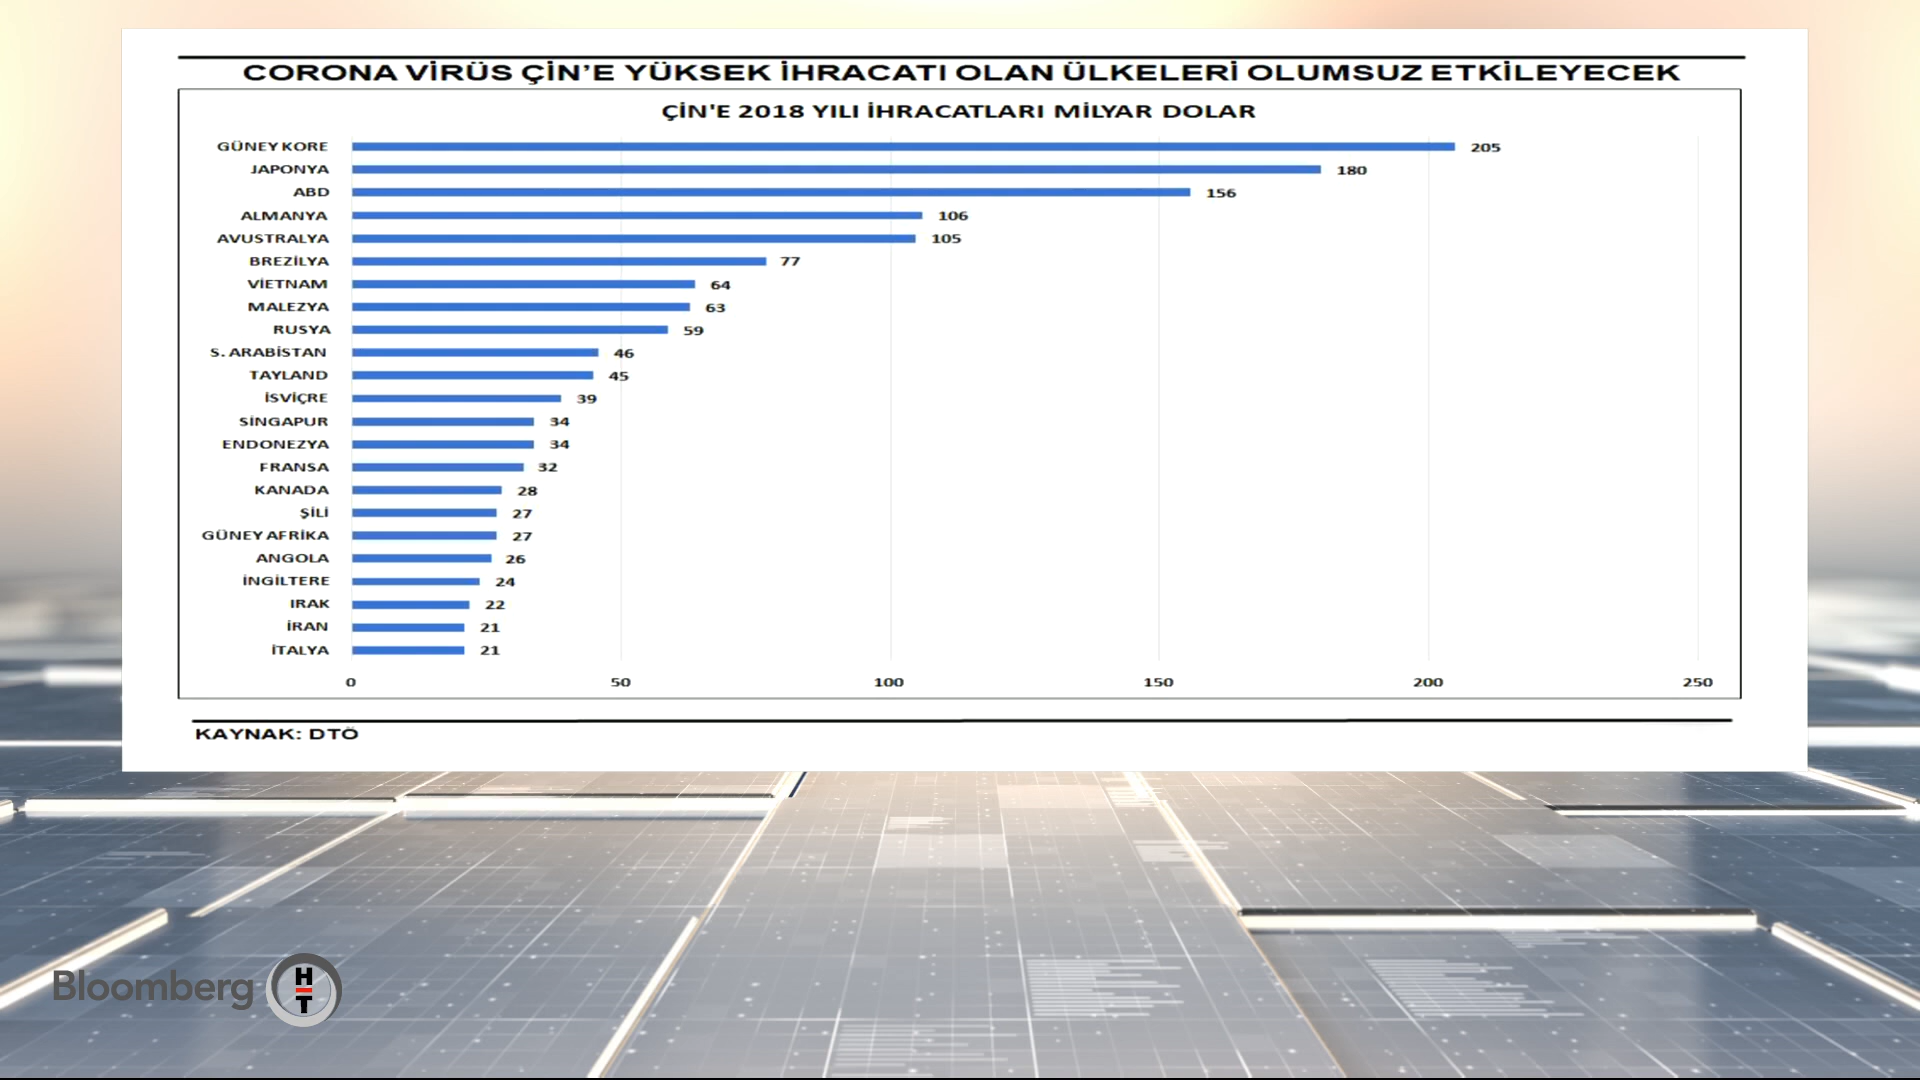 CORONA VİRÜS ÇİN’E YÜKSEK İHRACATI OLAN ÜLKELERİ OLUMSUZ ETKİLEYECEK
ÇİN'E 2018 YILI İHRACATLARI MİLYAR DOLAR
GÜNEY KORE 205
JAPONYA 180
ABD 156
ALMANYA 106
AVUSTRALYA 105
BREZİLYA 77
VİETNAM 64
MALEZYA 63
RUSYA 59
S. ARABİSTAN 46
TAYLAND 45
İSVİÇRE 39
SİNGAPUR 34
ENDONEZYA 34
FRANSA 32
KANADA 28
ŞİLİ 27
GÜNEY AFRİKA 27
ANGOLA 26
İNGİLTERE 24
IRAK 22
İRAN 21
İTALYA 21
0 50 100 150 200 250
KAYNAK: DTÖ
Bloomberg HT